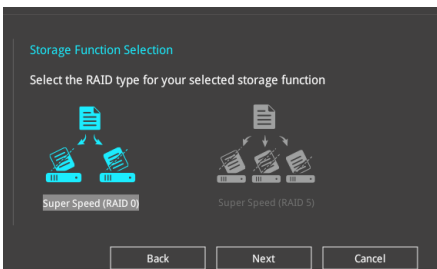 Storage Function Selection
Select the RAID type for your selected storage function
Super Speed (RAID 0)
Super Speed (RAID 5)
Back
Next
Cancel